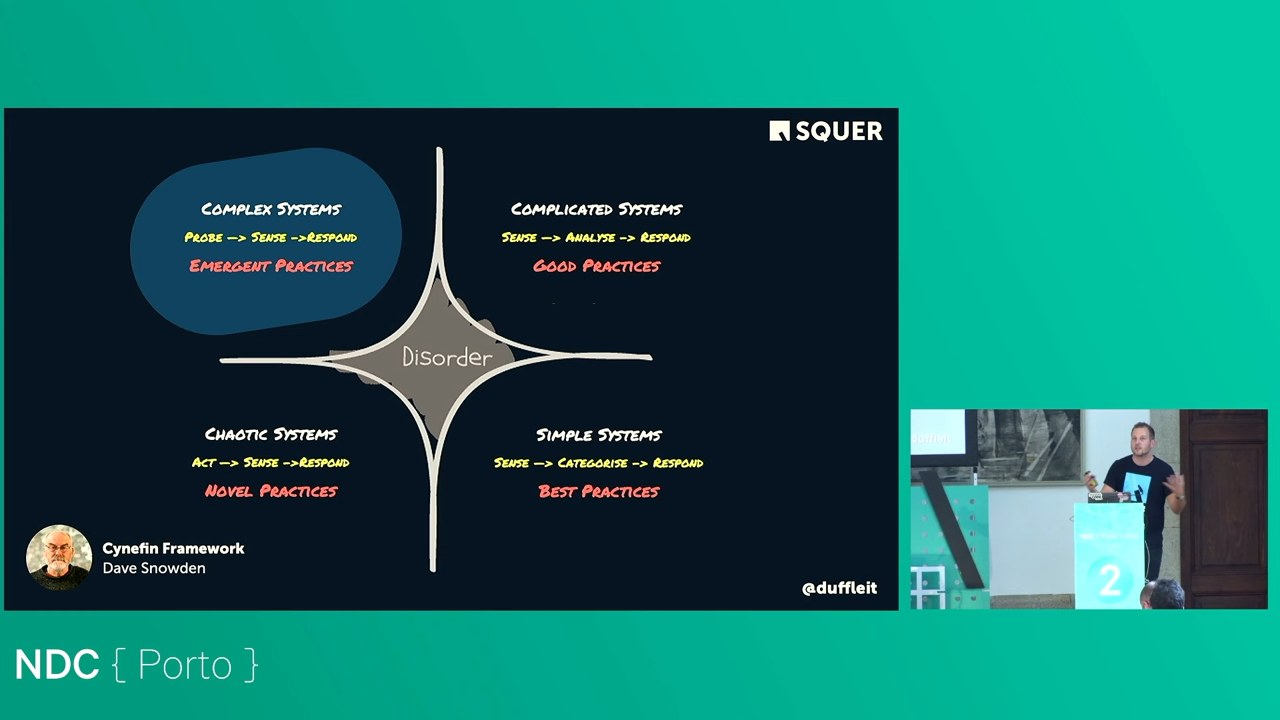 SQUER
Complex Systems
Probe —> Sense —>Respond
Emergent Practices
Complicated Systems
Sense —> Analyse —> Respond
Good Practices
Disorder
Chaotic Systems
Act —> Sense —>Respond
Novel Practices
Simple Systems
Sense —> Categorise —> Respond
Best Practices
Cynefin Framework
Dave Snowden
@duffleit
duffleit
2
NDC { Porto }